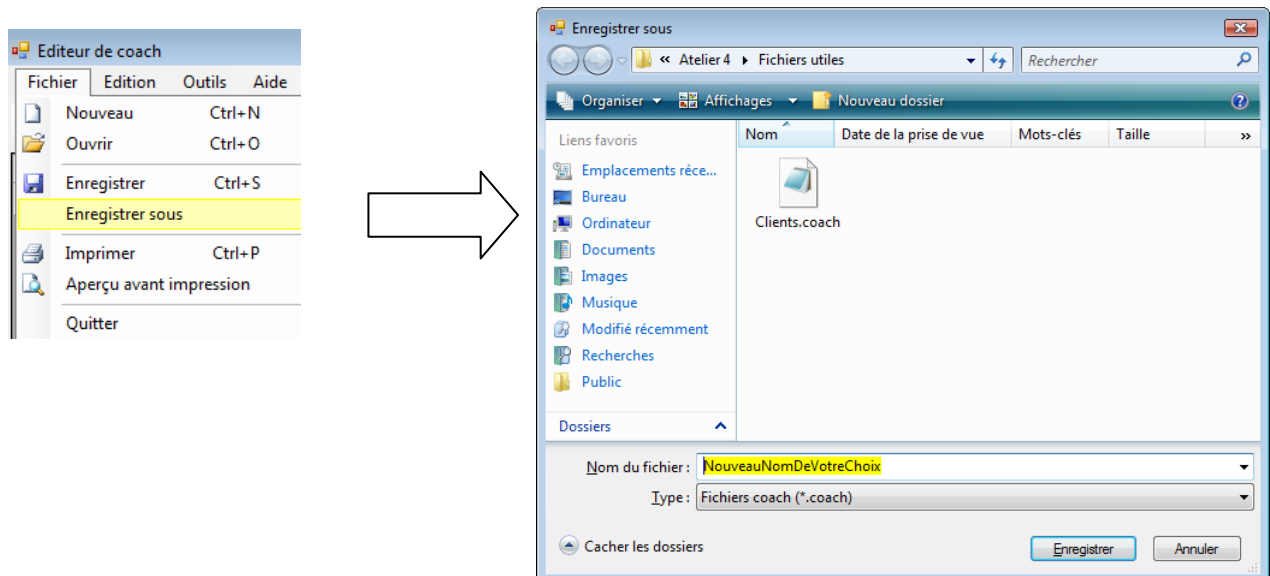 Editeur de coach
Fichier Edition Outils Aide
Nouveau Ctrl+N
Ouvrir Ctrl+O
Enregistrer Ctrl+S
Enregistrer sous
Imprimer Ctrl+P
Aperçu avant impression
Quitter
Enregistrer sous
« Atelier 4 Fichiers utiles Rechercher
Organiser Affichages Nouveau dossier
Liens favoris
Emplacements réce...
Bureau
Ordinateur
Documents
Images
Musique
Modifié récemment
Recherches
Public
Dossiers
Nom Date de la prise de vue Mots-clés Taille »
Clients.coach
Nom du fichier : NouveauNomDeVotreChoix
Type : Fichiers coach (*.coach)
Cacher les dossiers Enregistrer Annuler